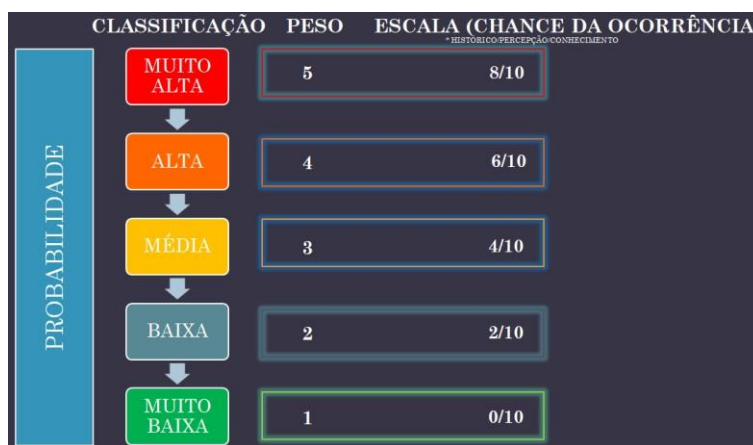 CLASSIFICAÇÃO PESO ESCALA (CHANCE DA OCORRÊNCIA
* HISTÓRICO/PERCEPÇÃO/CONHECIMENTO
PROBABILIDADE
MUITO
ALTA
5 8/10
ALTA 4 6/10
MÉDIA 3 4/10
BAIXA 2 2/10
MUITO
BAIXA
1 0/10